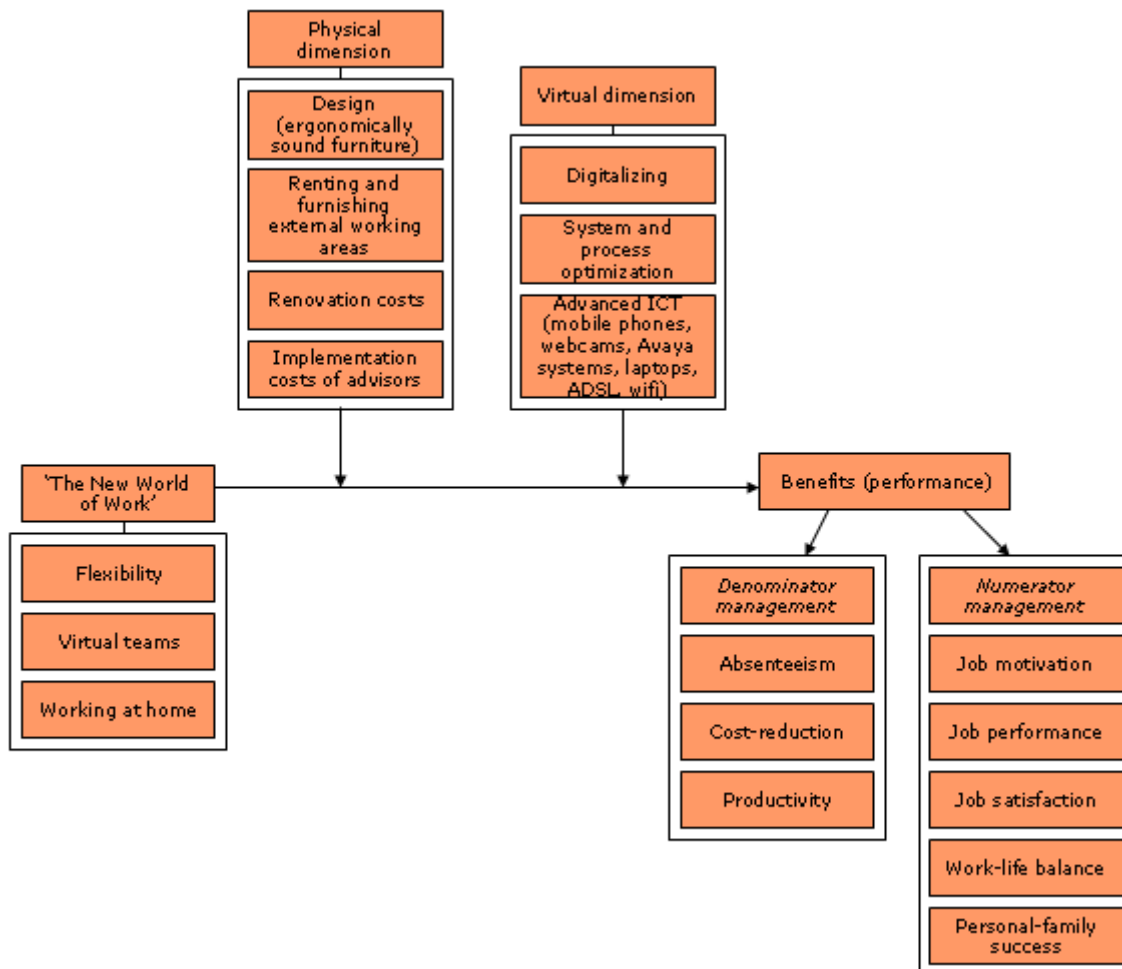 Physical
dimension
Design
(ergonomically
sound furniture)
Renting and
furnishing
external working
areas
Renovation costs
Implementation
costs of advisors
Virtual dimension
Digitalizing
System and
process
optimization
Advanced ICT
(mobile phones,
webcams, Avaya
systems, laptops,
ADSL, wifi)
‘The New World
of Work’
Flexibility
Virtual teams
Working at home
Benefits (performance)
Denominator
management
Absenteeism
Cost-reduction
Productivity
Numerator
management
Job motivation
Job performance
Job satisfaction
Work-life balance
Personal-family
success